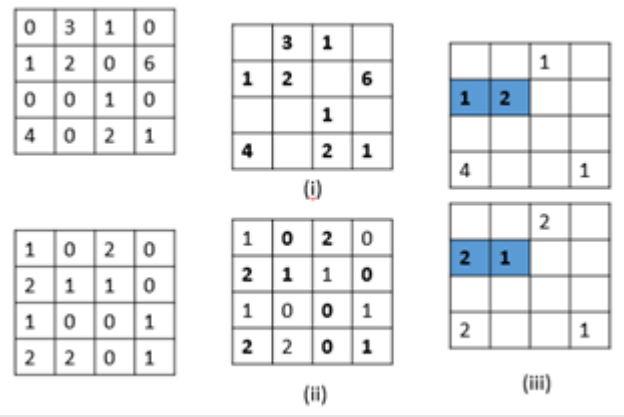 0 3 1 0
1 2 0 6
0 0 1 0
4 0 2 1
3 1
1 2 6
1
4 2 1
(i)
1
1 2
4 1
1 0 2 0
2 1 1 0
1 0 0 1
2 2 0 1
1 0 2 0
2 1 1 0
1 0 0 1
2 2 0 1
(ii)
2
2 1
2 1
(iii)